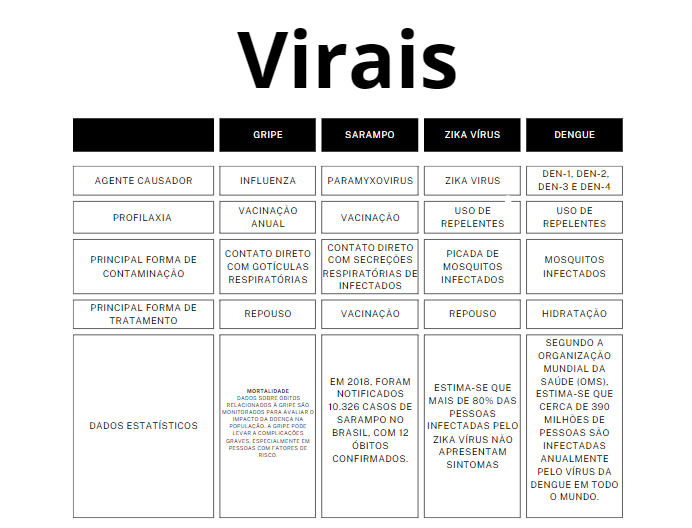 Virais
GRIPE
SARAMPO
ZIKA VÍRUS
DENGUE
AGENTE CAUSADOR
INFLUENZA
PARAMYXOVIRUS
ZIKA VIRUS
DEN-1, DEN-2,
DEN-3 E DEN-4
PROFILAXIA
VACINAÇÃO
ANUAL
VACINAÇÃO
USO DE
REPELENTES
USO DE
REPELENTES
PRINCIPAL FORMA DE
CONTAMINAÇÃO
CONTATO DIRETO
COM GOTÍCULAS
RESPIRATÓRIAS
CONTATO DIRETO
COM SECREÇÕES
RESPIRATÓRIAS DE
INFECTADOS
PICADA DE
MOSQUITOS
INFECTADOS
MOSQUITOS
INFECTADOS
PRINCIPAL FORMA DE
TRATAMENTO
REPOUSO
VACINAÇÃO
REPOUSO
HIDRATAÇÃO
DADOS ESTATÍSTICOS
MORTALIDADE
DADOS SOBRE ÓBITOS
RELACIONADOS À GRIPE SÃO
MONITORADOS PARA AVALIAR O
IMPACTO DA DOENÇA NA
POPULAÇÃO. A GRIPE PODE
LEVAR A COMPLICAÇÕES
GRAVES, ESPECIALMENTE EM
PESSOAS COM FATORES DE
RISCO.
EM 2018, FORAM
NOTIFICADOS
10.326 CASOS DE
SARAMPO NO
BRASIL, COM 12
ÓBITOS
CONFIRMADOS.
ESTIMA-SE QUE
MAIS DE 80% DAS
PESSOAS
INFECTADAS PELO
ZIKA VÍRUS NÃO
APRESENTAM
SINTOMAS
SEGUNDO A
ORGANIZAÇÃO
MUNDIAL DA
SAÚDE (OMS),
ESTIMA-SE QUE
CERCA DE 390
MILHÕES DE
PESSOAS SÃO
INFECTADAS
ANUALMENTE
PELO VÍRUS DA
DENGUE EM TODO
O MUNDO.